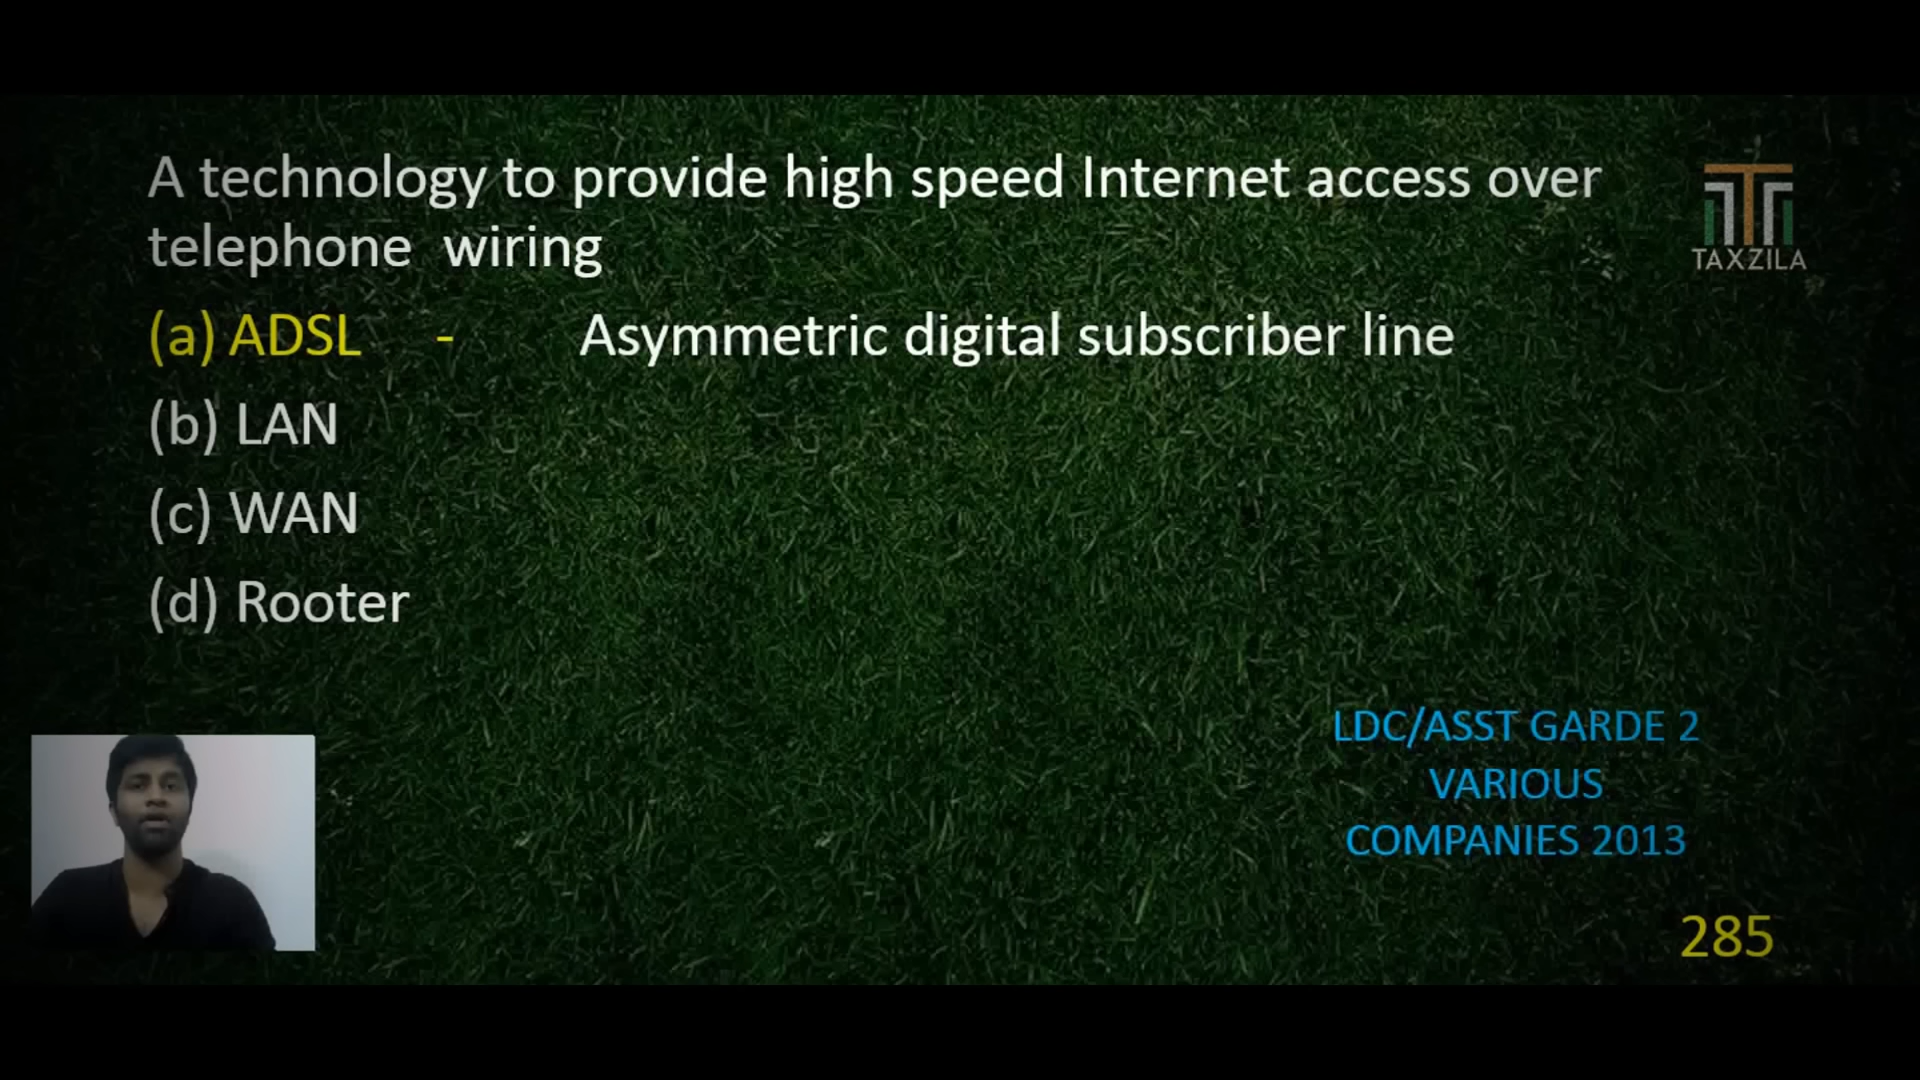 A technology to provide high speed Internet access over
telephone wiring
TAXZILA
(a) ADSL - Asymmetric digital subscriber line
(b) LAN
(c) WAN
(d) Rooter
LDC/ASST GARDE 2
VARIOUS
COMPANIES 2013
285